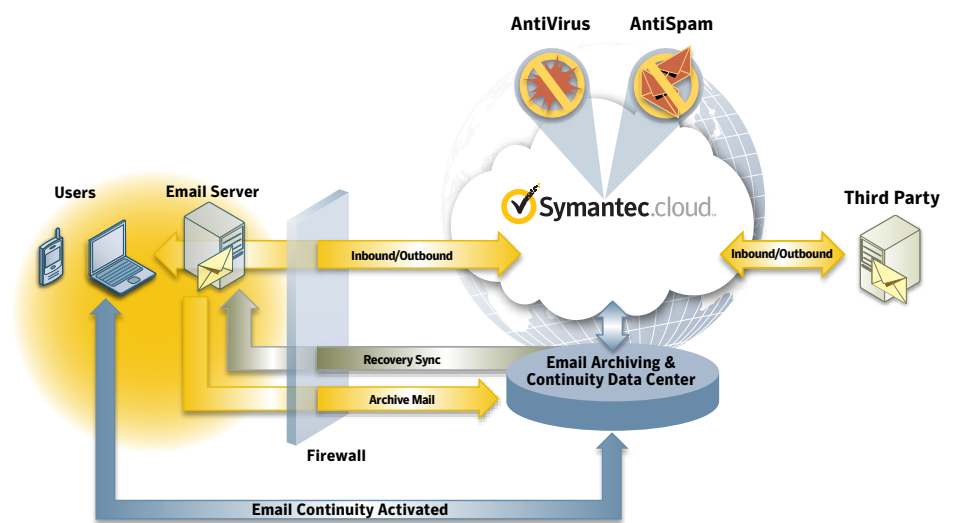 AntiVirus
AntiSpam
Users
Email Server
Symantec.cloud
Third Party
Inbound/Outbound
Inbound/Outbound
Recovery Sync
Email Archiving &
Continuity Data Center
Archive Mail
Firewall
Email Continuity Activated